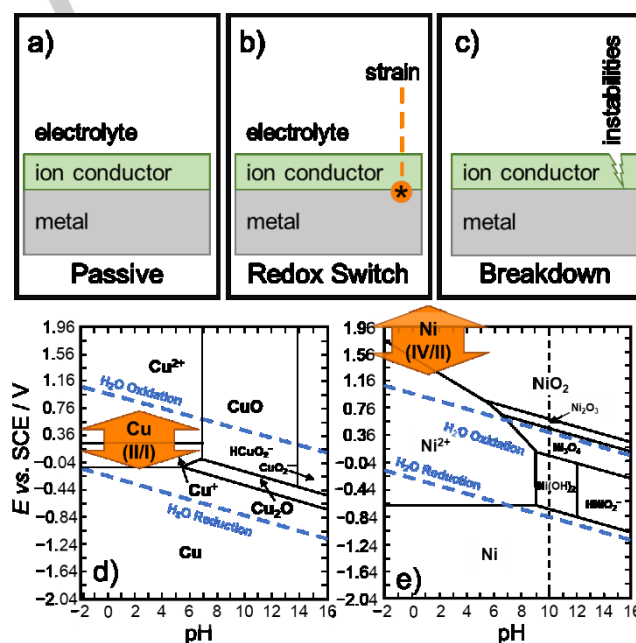 a)
electrolyte
ion conductor
metal
Passive
b)
strain
electrolyte
ion conductor
*
metal
Redox Switch
c)
instabilities
ion conductor
metal
Breakdown
E vs. SCE / V
1.96
1.56
1.16
0.76
0.36
-0.04
-0.44
-0.84
-1.24
-1.64
-2.04
Cu²⁺
H₂O Oxidation
CuO
Cu
(II/I)
HCuO₂⁻
CuO₂⁻
Cu⁺
Cu₂O
H₂O Reduction
Cu
d)
-2 0 2 4 6 8 10 12 14 16
pH
1.96
1.56
1.16
0.76
0.36
-0.04
-0.44
-0.84
-1.24
-1.64
-2.04
Ni
(IV/II)
NiO₂
Ni₂O₃
H₂O Oxidation
Ni²⁺
Ni₃O₄
H₂O Reduction
Ni(OH)₂
HNiO₂⁻
Ni
e)
-2 0 2 4 6 8 10 12 14 16
pH